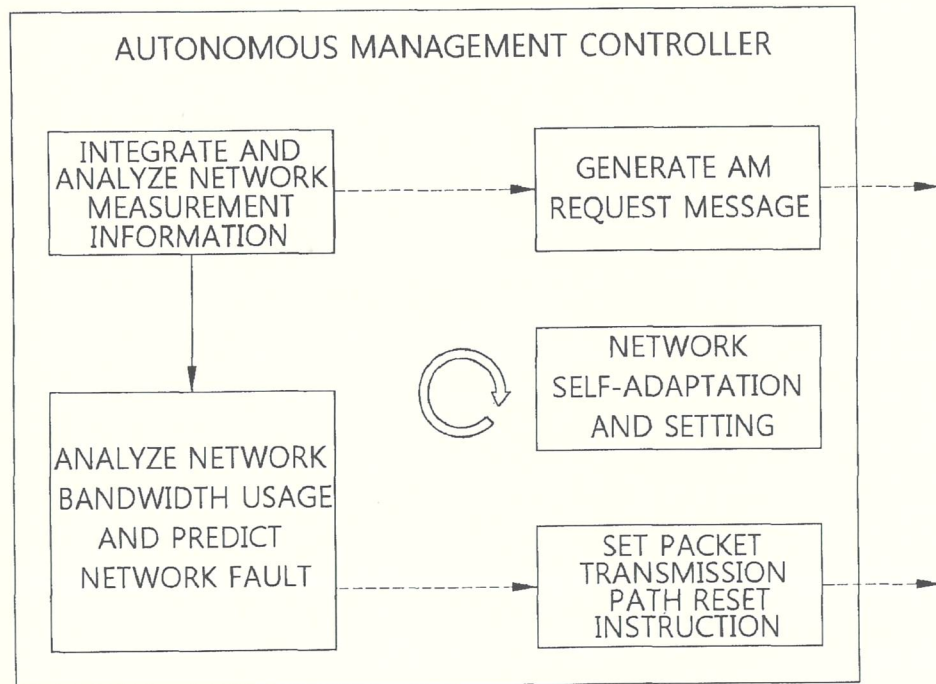 AUTONOMOUS MANAGEMENT CONTROLLER
INTEGRATE AND
ANALYZE NETWORK
MEASUREMENT
INFORMATION
GENERATE AM
REQUEST MESSAGE
NETWORK
SELF-ADAPTATION
AND SETTING
ANALYZE NETWORK
BANDWIDTH USAGE
AND PREDICT
NETWORK FAULT
SET PACKET
TRANSMISSION
PATH RESET
INSTRUCTION